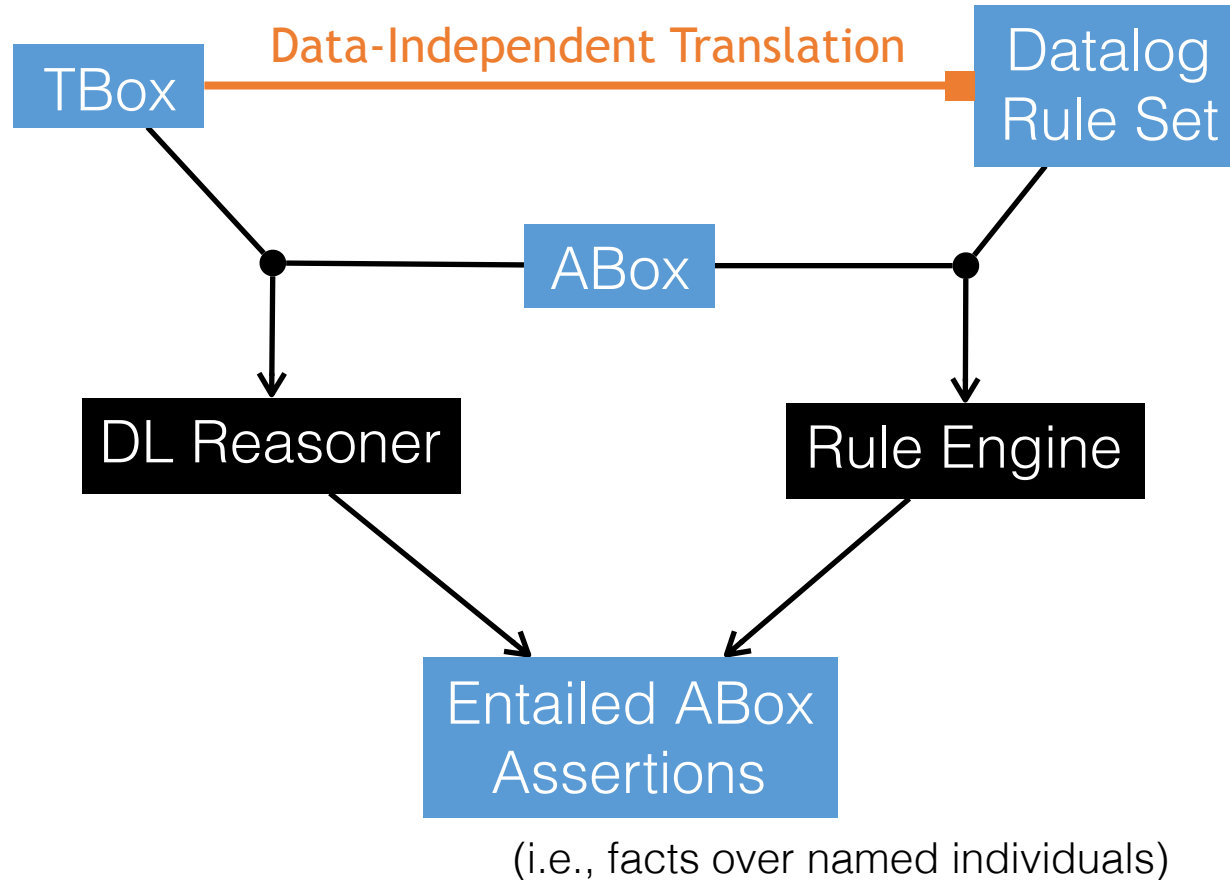 Data-Independent Translation
TBox
Datalog
Rule Set
ABox
DL Reasoner
Rule Engine
Entailed ABox
Assertions
(i.e., facts over named individuals)